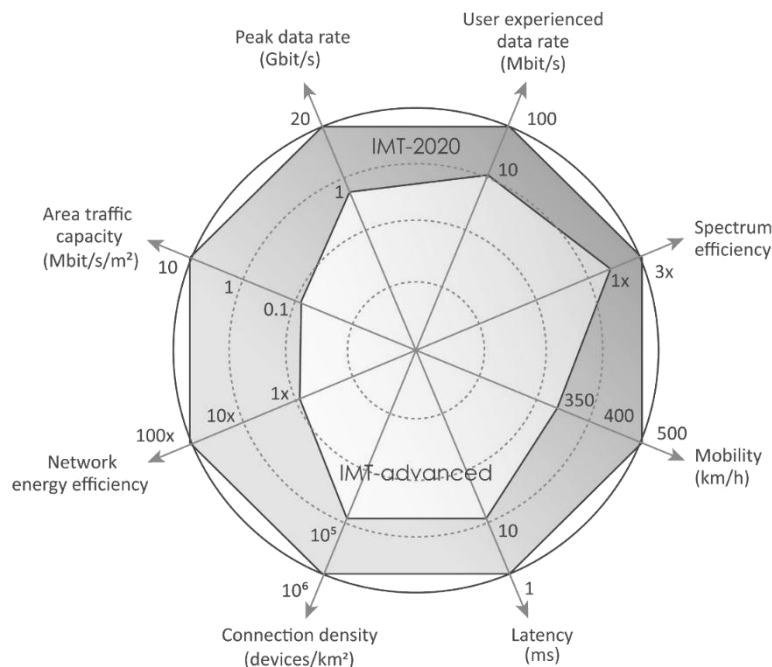 Peak data rate
(Gbit/s)
User experienced
data rate
(Mbit/s)
20
100
IMT-2020
1
10
Area traffic
capacity
(Mbit/s/m²)
Spectrum
efficiency
10
1
0.1
1x
3x
1x
10x
100x
350
400
500
Network
energy efficiency
Mobility
(km/h)
IMT-advanced
10⁵
10
10⁶
1
Connection density
(devices/km²)
Latency
(ms)